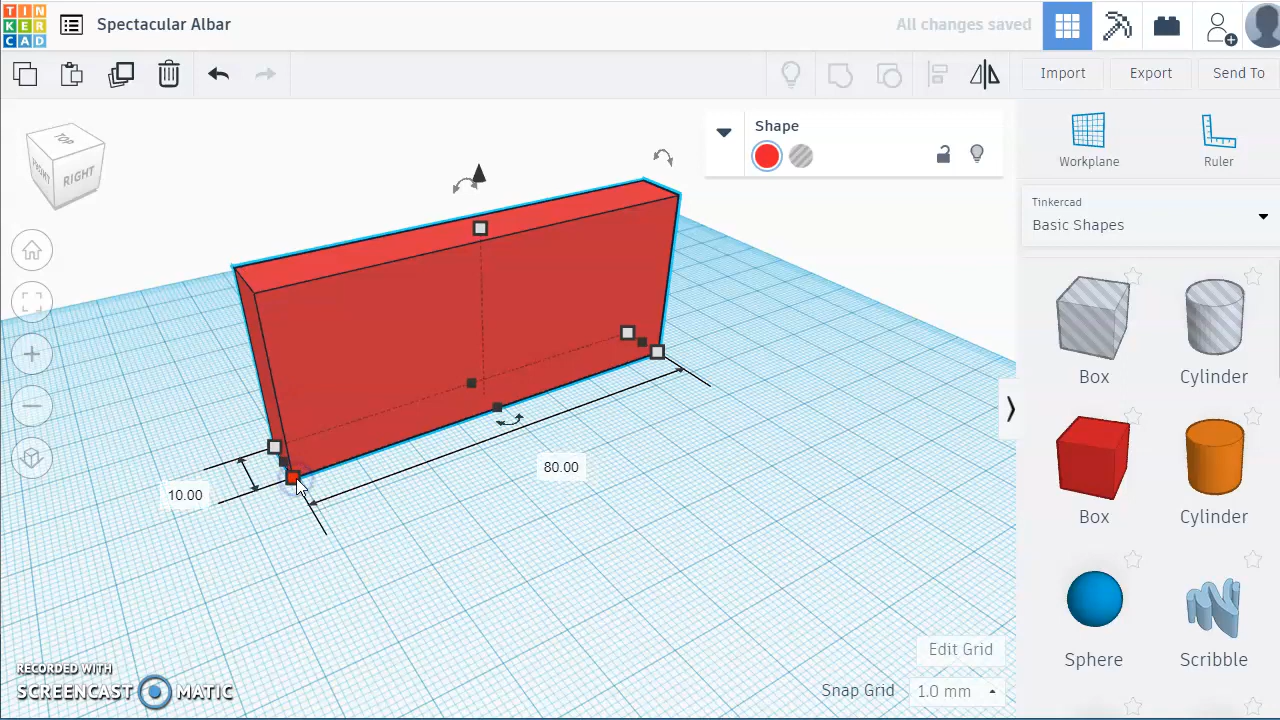 TIN
KER
CAD
Spectacular Albar
All changes saved
Import
Export
Send To
TOP
FRONT
RIGHT
Shape
Workplane
Ruler
Tinkercad
Basic Shapes
Box
Cylinder
Box
Cylinder
Sphere
Scribble
10.00
80.00
Edit Grid
Snap Grid
1.0 mm
RECORDED WITH
SCREENCAST MATIC